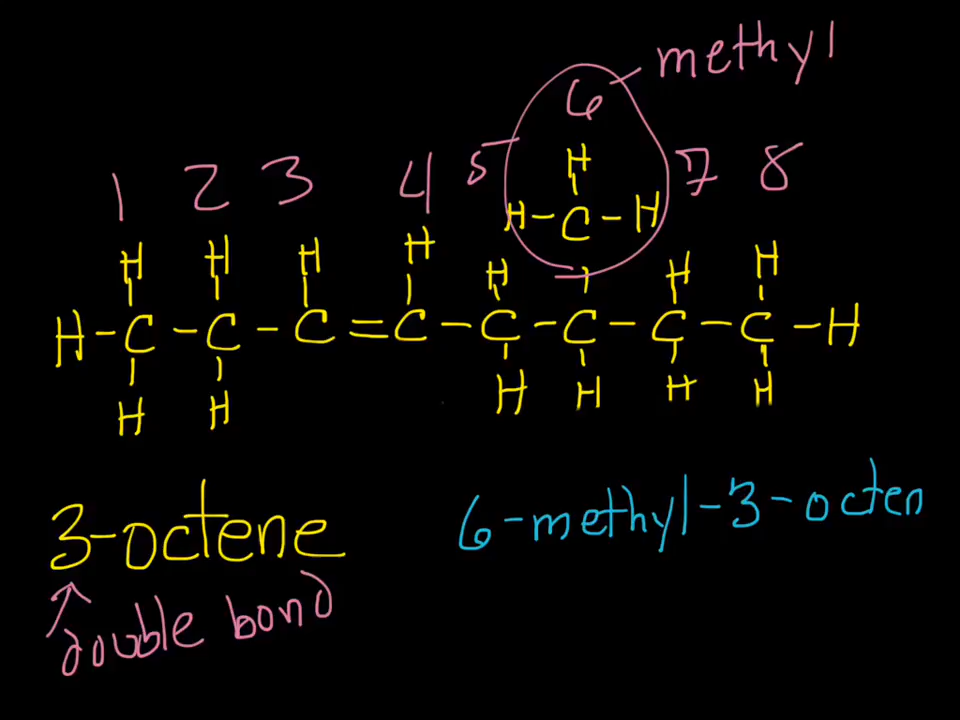 6 methyl
1 2 3 4 5 7 8
H
H-C-H
H H H H H H H
H-C-C-C=C-C-C-C-C-H
H H H H H H
3-octene
6-methyl-3-octen
double bond